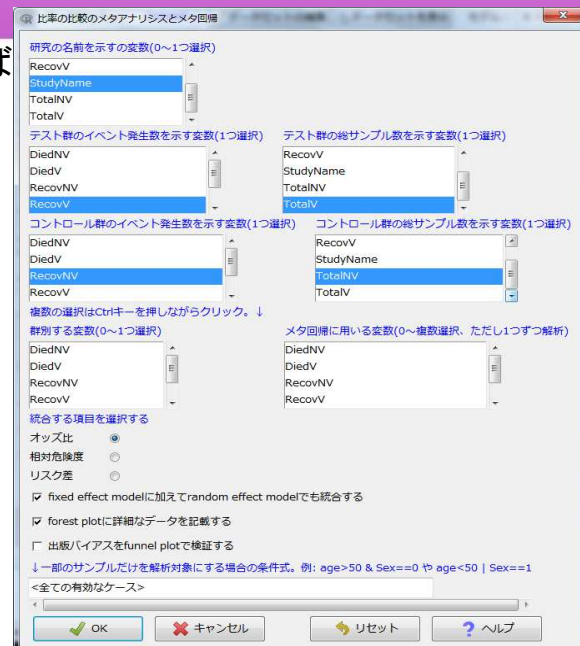 比率の比較のメタアナリシスとメタ回帰
ば
研究の名前を示すの変数(0~1つ選択)
RecovV
StudyName
TotalNV
TotalV
テスト群のイベント発生数を示す変数(1つ選択) テスト群の総サンプル数を示す変数(1つ選択)
DiedNV RecovV
DiedV StudyName
RecovNV TotalNV
RecovV TotalV
コントロール群のイベント発生数を示す変数(1つ選択) コントロール群の総サンプル数を示す変数(1つ選択)
DiedNV RecovV
DiedV StudyName
RecovNV TotalNV
RecovV TotalV
複数の選択はCtrlキーを押しながらクリック。↓
群別する変数(0~1つ選択) メタ回帰に用いる変数(0~複数選択、ただし1つずつ解析)
DiedNV DiedNV
DiedV DiedV
RecovNV RecovNV
RecovV RecovV
統合する項目を選択する
オッズ比
相対危険度
リスク差
fixed effect modelに加えてrandom effect modelでも統合する
forest plotに詳細なデータを記載する
出版バイアスをfunnel plotで検証する
↓一部のサンプルだけを解析対象にする場合の条件式。例: age>50 & Sex==0 や age<50 | Sex==1
<全ての有効なケース>
OK キャンセル リセット ヘルプ